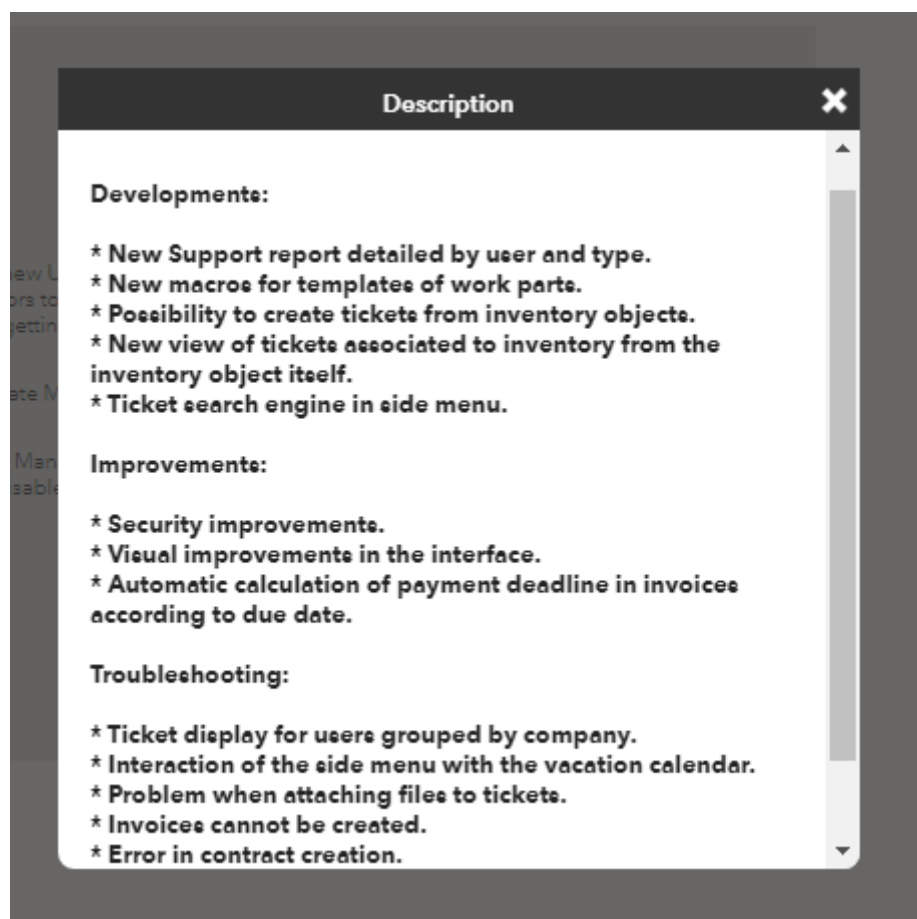 Description
Developments:
* New Support report detailed by user and type.
* New macros for templates of work parts.
* Possibility to create tickets from inventory objects.
* New view of tickets associated to inventory from the
inventory object itself.
* Ticket search engine in side menu.
Improvements:
* Security improvements.
* Visual improvements in the interface.
* Automatic calculation of payment deadline in invoices
according to due date.
Troubleshooting:
* Ticket display for users grouped by company.
* Interaction of the side menu with the vacation calendar.
* Problem when attaching files to tickets.
* Invoices cannot be created.
* Error in contract creation.